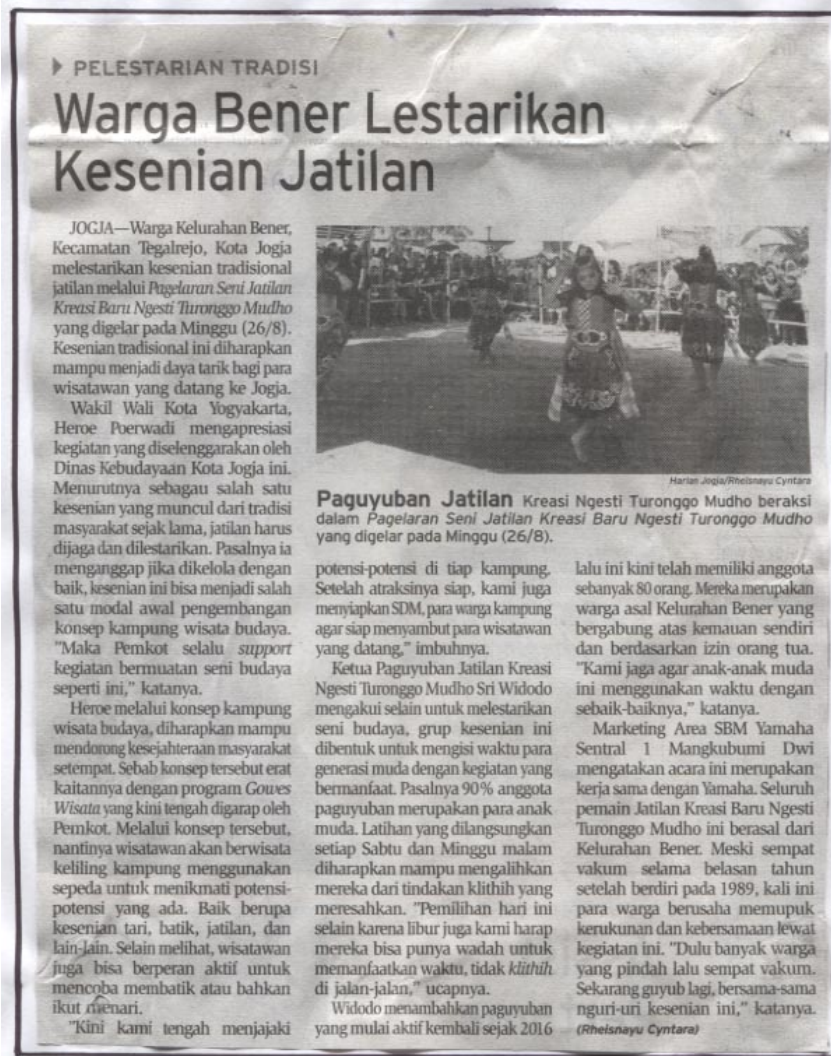 PELESTARIAN TRADISI
Warga Bener Lestarikan
Kesenian Jatilan
JOGJA—Warga Kelurahan Bener,
Kecamatan Tegalrejo, Kota Jogja
melestarikan kesenian tradisional
jatilan melalui Pagelaran Seni Jatilan
Kreasi Baru Ngesti Turonggo Mudho
yang digelar pada Minggu (26/8).
Kesenian tradisional ini diharapkan
mampu menjadi daya tarik bagi para
wisatawan yang datang ke Jogja.
Wakil Wali Kota Yogyakarta,
Heroe Poerwadi mengapresiasi
kegiatan yang diselenggarakan oleh
Dinas Kebudayaan Kota Jogja ini.
Menurutnya sebagau salah satu
kesenian yang muncul dari tradisi
masyarakat sejak lama, jatilan harus
dijaga dan dilestarikan. Pasalnya ia
menganggap jika dikelola dengan
baik, kesenian ini bisa menjadi salah
satu modal awal pengembangan
konsep kampung wisata budaya.
"Maka Pemkot selalu support
kegiatan bermuatan seni budaya
seperti ini," katanya.
Heroe melalui konsep kampung
wisata budaya, diharapkan mampu
mendorong kesejahteraan masyarakat
setempat. Sebab konsep tersebut erat
kaitannya dengan program Gowes
Wisata yang kini tengah digarap oleh
Pemkot. Melalui konsep tersebut,
nantinya wisatawan akan berwisata
keliling kampung menggunakan
sepeda untuk menikmati potensi-
potensi yang ada. Baik berupa
kesenian tari, batik, jatilan, dan
lain-lain. Selain melihat, wisatawan
juga bisa berperan aktif untuk
mencoba membatik atau bahkan
ikut menari.
"Kini kami tengah menjajaki
Harian Jogja/Rheisnayu Cyntara
Paguyuban Jatilan Kreasi Ngesti Turonggo Mudho beraksi
dalam Pagelaran Seni Jatilan Kreasi Baru Ngesti Turonggo Mudho
yang digelar pada Minggu (26/8).
potensi-potensi di tiap kampung.
Setelah atraksinya siap, kami juga
menyiapkan SDM, para warga kampung
agar siap menyambut para wisatawan
yang datang," imbuhnya.
Ketua Paguyuban Jatilan Kreasi
Ngesti Turonggo Mudho Sri Widodo
mengakui selain untuk melestarikan
seni budaya, grup kesenian ini
dibentuk untuk mengisi waktu para
generasi muda dengan kegiatan yang
bermanfaat. Pasalnya 90% anggota
paguyuban merupakan para anak
muda. Latihan yang dilangsungkan
setiap Sabtu dan Minggu malam
diharapkan mampu mengalihkan
mereka dari tindakan klithih yang
meresahkan. "Pemilihan hari ini
selain karena libur juga kami harap
mereka bisa punya wadah untuk
memanfaatkan waktu, tidak klithih
di jalan-jalan," ucapnya.
Widodo menambahkan paguyuban
yang mulai aktif kembali sejak 2016
lalu ini kini telah memiliki anggota
sebanyak 80 orang. Mereka merupakan
warga asal Kelurahan Bener yang
bergabung atas kemauan sendiri
dan berdasarkan izin orang tua.
"Kami jaga agar anak-anak muda
ini menggunakan waktu dengan
sebaik-baiknya," katanya.
Marketing Area SBM Yamaha
Sentral 1 Mangkubumi Dwi
mengatakan acara ini merupakan
kerja sama dengan Yamaha. Seluruh
pemain Jatilan Kreasi Baru Ngesti
Turonggo Mudho ini berasal dari
Kelurahan Bener. Meski sempat
vakum selama belasan tahun
setelah berdiri pada 1989, kali ini
para warga berusaha memupuk
kerukunan dan kebersamaan lewat
kegiatan ini. "Dulu banyak warga
yang pindah lalu sempat vakum.
Sekarang guyub lagi, bersama-sama
nguri-uri kesenian ini," katanya.
(Rheisnayu Cyntara)